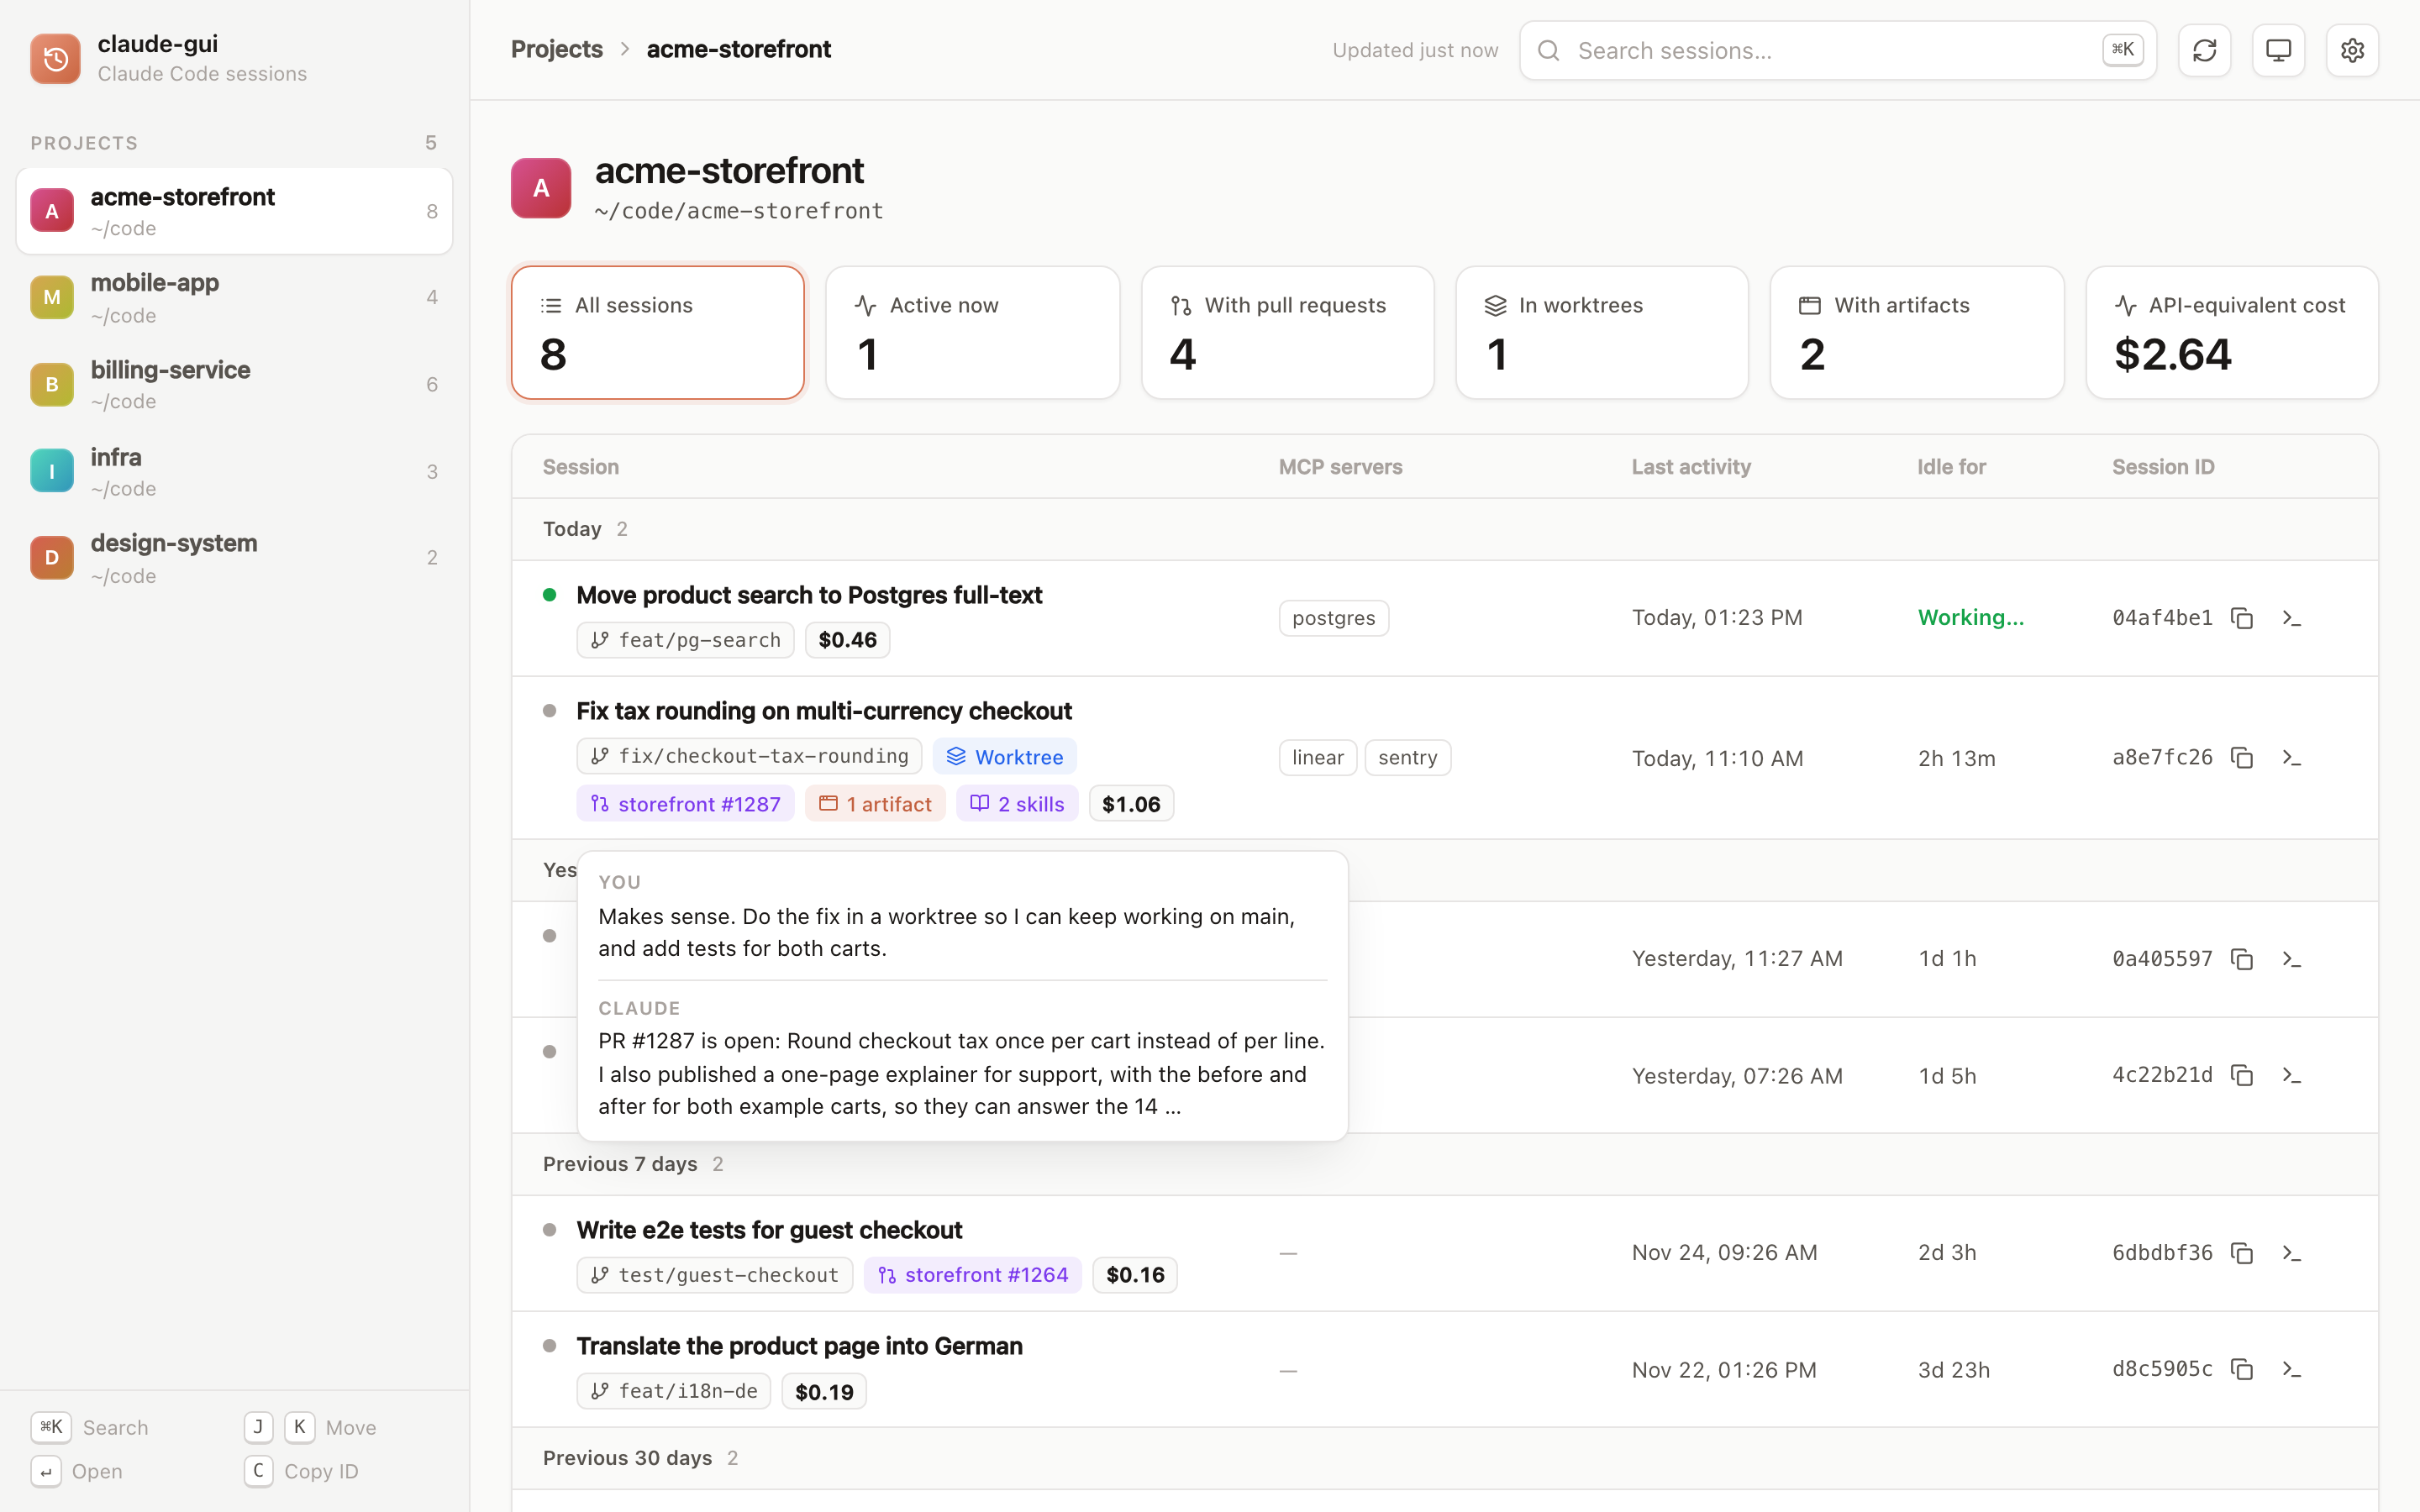 claude-gui
Claude Code sessions
PROJECTS 5
A acme-storefront 8
~/code
M mobile-app 4
~/code
B billing-service 6
~/code
I infra 3
~/code
D design-system 2
~/code
⌘K Search J K Move
↵ Open C Copy ID
Projects > acme-storefront
Updated just now
Search sessions... ⌘K
A acme-storefront
~/code/acme-storefront
All sessions
8
Active now
1
With pull requests
4
In worktrees
1
With artifacts
2
API-equivalent cost
$2.64
Session MCP servers Last activity Idle for Session ID
Today 2
Move product search to Postgres full-text
feat/pg-search $0.46
postgres Today, 01:23 PM Working... 04af4be1
Fix tax rounding on multi-currency checkout
fix/checkout-tax-rounding Worktree
storefront #1287 1 artifact 2 skills $1.06
linear sentry Today, 11:10 AM 2h 13m a8e7fc26
Yes
YOU
Makes sense. Do the fix in a worktree so I can keep working on main,
and add tests for both carts.
CLAUDE
PR #1287 is open: Round checkout tax once per cart instead of per line.
I also published a one-page explainer for support, with the before and
after for both example carts, so they can answer the 14 ...
Yesterday, 11:27 AM 1d 1h 0a405597
Yesterday, 07:26 AM 1d 5h 4c22b21d
Previous 7 days 2
Write e2e tests for guest checkout
test/guest-checkout storefront #1264 $0.16
— Nov 24, 09:26 AM 2d 3h 6dbdbf36
Translate the product page into German
feat/i18n-de $0.19
— Nov 22, 01:26 PM 3d 23h d8c5905c
Previous 30 days 2